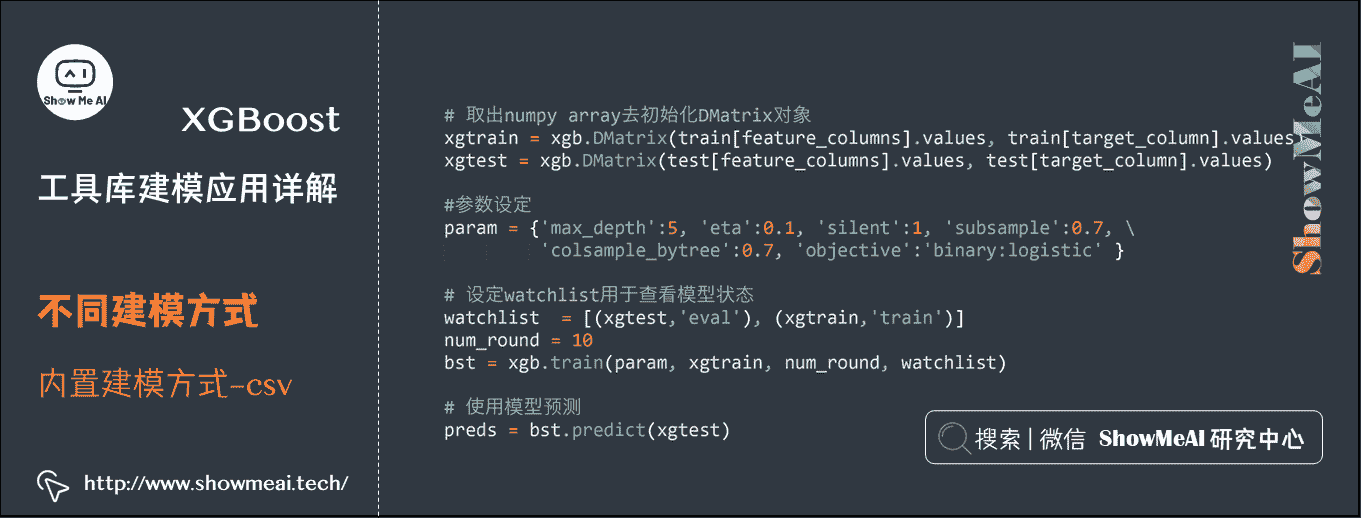 Show Me AI
XGBoost
工具库建模应用详解
不同建模方式
内置建模方式-csv
http://www.showmeai.tech/
# 取出numpy array去初始化DMatrix对象
xgtrain = xgb.DMatrix(train[feature_columns].values, train[target_column].values)
xgtest = xgb.DMatrix(test[feature_columns].values, test[target_column].values)
#参数设定
param = {'max_depth':5, 'eta':0.1, 'silent':1, 'subsample':0.7, \
'colsample_bytree':0.7, 'objective':'binary:logistic' }
# 设定watchlist用于查看模型状态
watchlist  = [(xgtest,'eval'), (xgtrain,'train')]
num_round = 10
bst = xgb.train(param, xgtrain, num_round, watchlist)
# 使用模型预测
preds = bst.predict(xgtest)
搜索 | 微信 ShowMeAI 研究中心
ShowMeAI